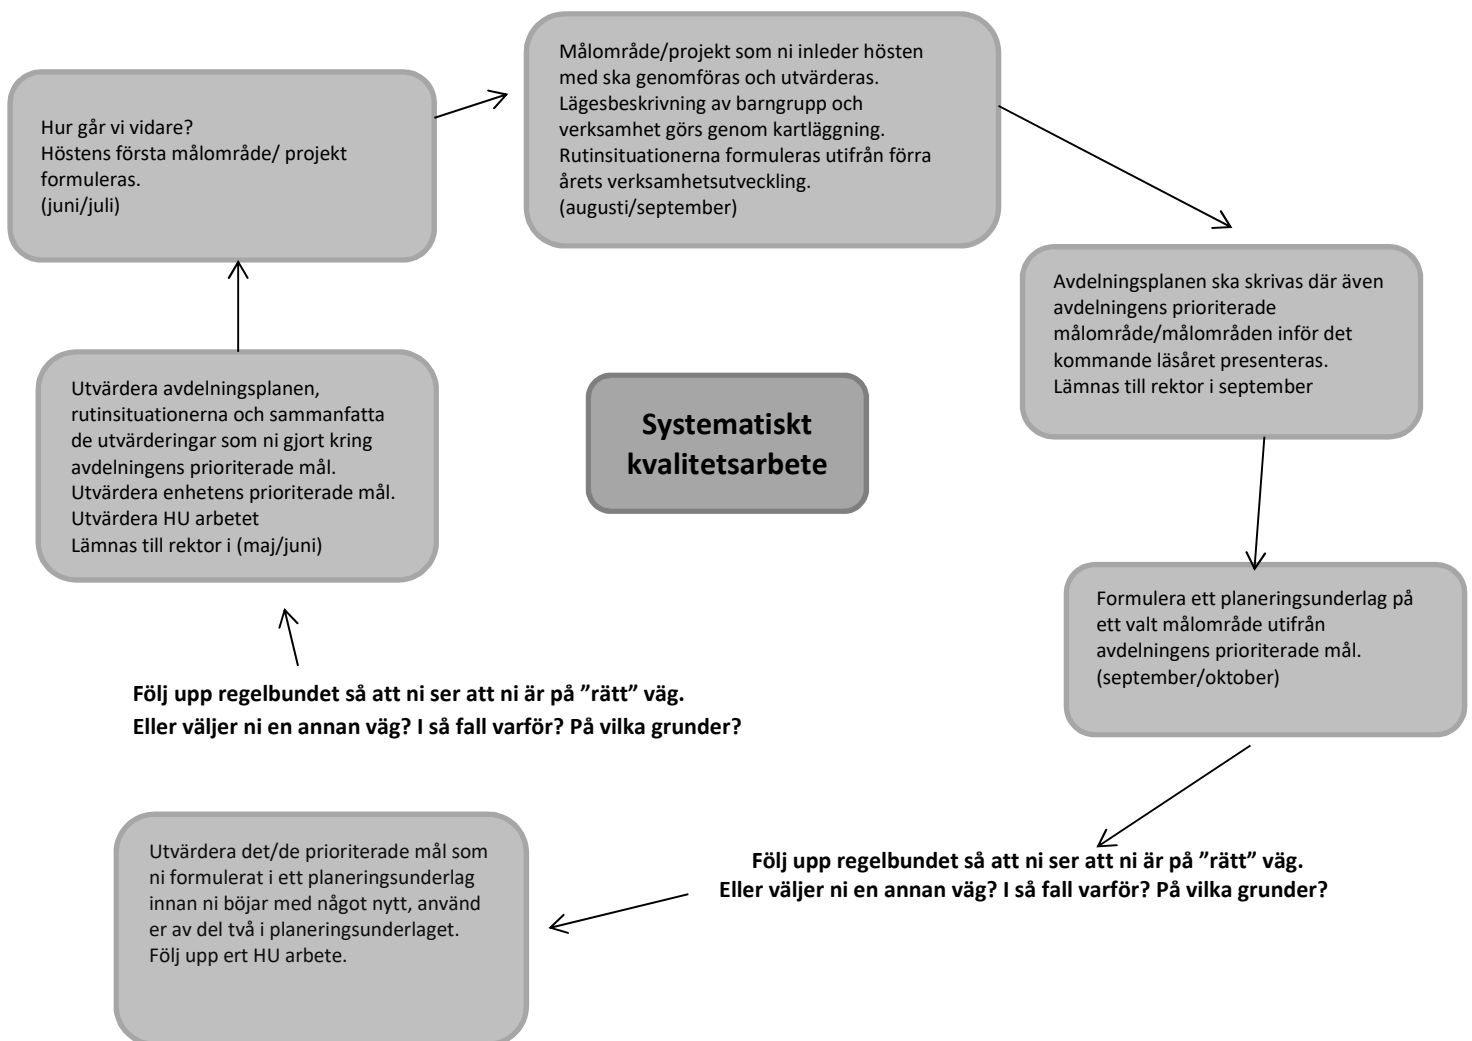 Målområde/projekt som ni inleder hösten
med ska genomföras och utvärderas.
Lägesbeskrivning av barngrupp och
verksamhet görs genom kartläggning.
Rutinsituationerna formuleras utifrån förra
årets verksamhetsutveckling.
(augusti/september)
Hur går vi vidare?
Höstens första målområde/ projekt
formuleras.
(juni/juli)
Avdelningsplanen ska skrivas där även
avdelningens prioriterade
målområde/målområden inför det
kommande läsåret presenteras.
Lämnas till rektor i september
Utvärdera avdelningsplanen,
rutinsituationerna och sammanfatta
de utvärderingar som ni gjort kring
avdelningens prioriterade mål.
Utvärdera enhetens prioriterade mål.
Utvärdera HU arbetet
Lämnas till rektor i (maj/juni)
Systematiskt
kvalitetsarbete
Formulera ett planeringsunderlag på
ett valt målområde utifrån
avdelningens prioriterade mål.
(september/oktober)
Följ upp regelbundet så att ni ser att ni är på ”rätt” väg.
Eller väljer ni en annan väg? I så fall varför? På vilka grunder?
Utvärdera det/de prioriterade mål som
ni formulerat i ett planeringsunderlag
innan ni böjar med något nytt, använd
er av del två i planeringsunderlaget.
Följ upp ert HU arbete.
Följ upp regelbundet så att ni ser att ni är på ”rätt” väg.
Eller väljer ni en annan väg? I så fall varför? På vilka grunder?